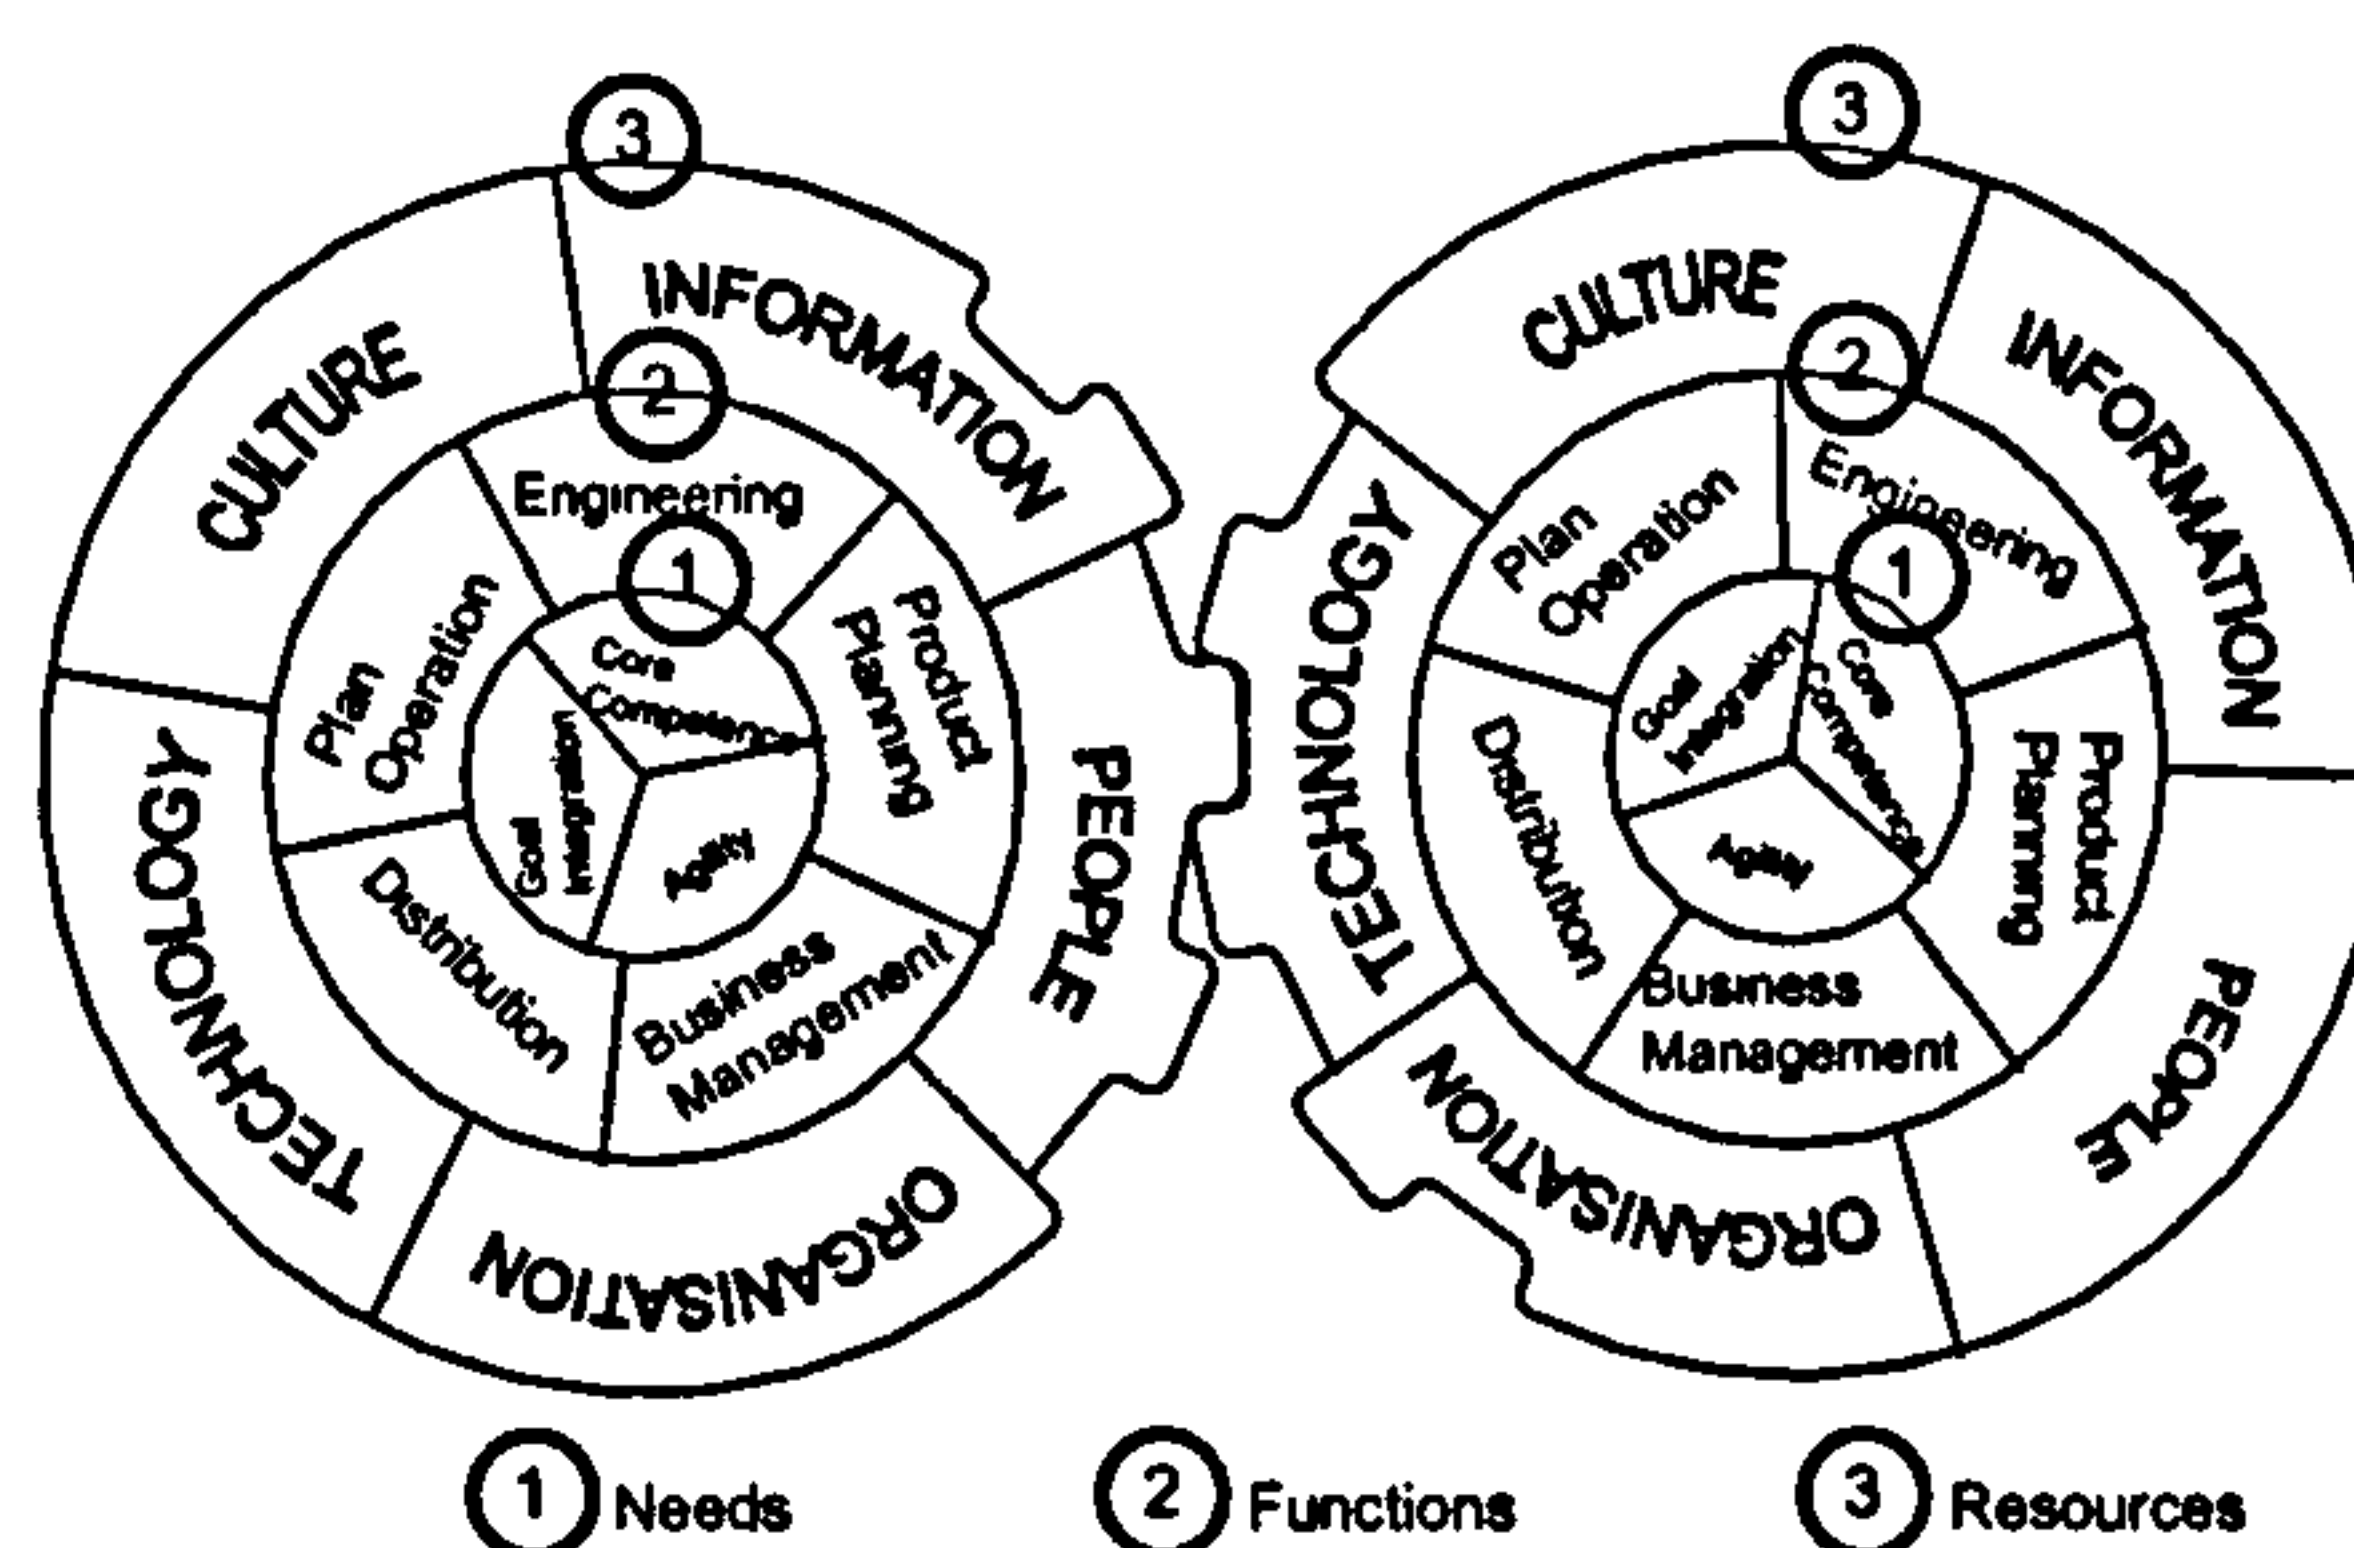 3
CULTURE
INFORMATION
2
Engineering
1
Plan
Operation
Product
Planning
Core
Competence
Goal
Integration
Agility
Distribution
Business
Management
TECHNOLOGY
PEOPLE
ORGANISATION
3
CULTURE
INFORMATION
2
Engineering
1
Plan
Operation
Product
Planning
Goal
Integration
Core
Competence
Agility
Distribution
Business
Management
TECHNOLOGY
PEOPLE
ORGANISATION
1 Needs
2 Functions
3 Resources